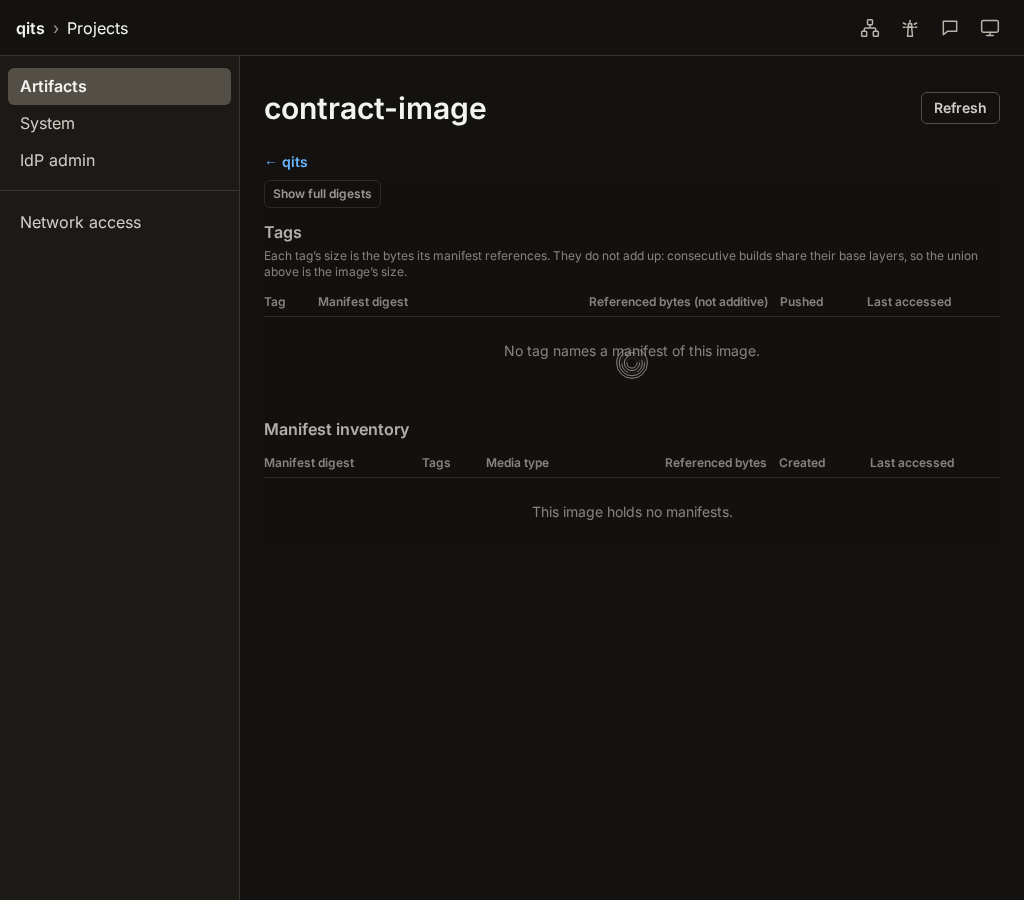 qits › Projects
Artifacts
System
IdP admin
Network access
contract-image
Refresh
← qits
Show full digests
Tags
Each tag’s size is the bytes its manifest references. They do not add up: consecutive builds share their base layers, so the union
above is the image’s size.
Tag Manifest digest Referenced bytes (not additive) Pushed Last accessed
No tag names a manifest of this image.
Manifest inventory
Manifest digest Tags Media type Referenced bytes Created Last accessed
This image holds no manifests.